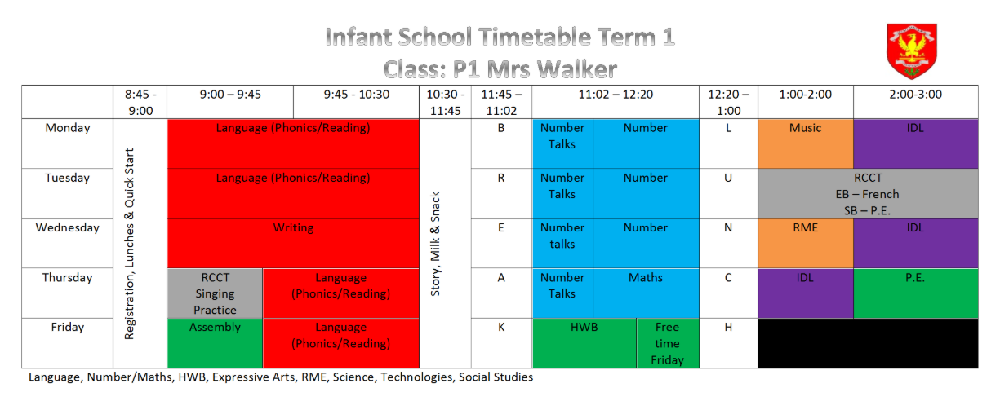 Infant School Timetable Term 1
Class: P1 Mrs Walker
8:45 - 9:00 9:00 – 9:45 9:45 - 10:30 10:30 - 11:45 11:45 – 11:02 11:02 – 12:20 12:20 – 1:00 1:00-2:00 2:00-3:00
Registration, Lunches & Quick Start
Story, Milk & Snack
Monday Language (Phonics/Reading) B Number Talks Number L Music IDL
Tuesday Language (Phonics/Reading) R Number Talks Number U RCCT
EB – French
SB – P.E.
Wednesday Writing E Number talks Number N RME IDL
Thursday RCCT Singing Practice Language (Phonics/Reading) A Number Talks Maths C IDL P.E.
Friday Assembly Language (Phonics/Reading) K HWB Free time Friday H
Language, Number/Maths, HWB, Expressive Arts, RME, Science, Technologies, Social Studies